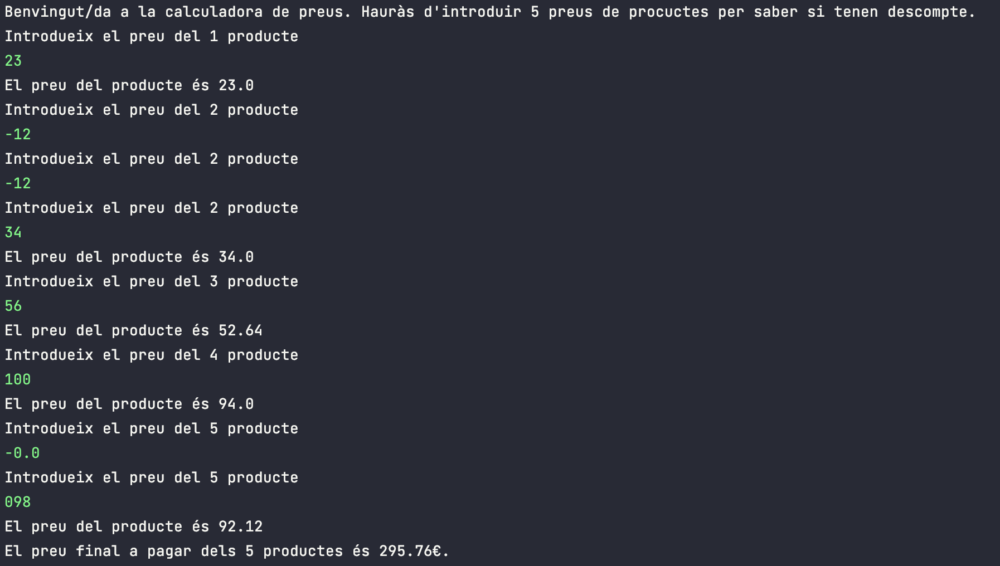 Benvingut/da a la calculadora de preus. Hauràs d'introduir 5 preus de procuctes per saber si tenen descompte.
Introdueix el preu del 1 producte
23
El preu del producte és 23.0
Introdueix el preu del 2 producte
-12
Introdueix el preu del 2 producte
-12
Introdueix el preu del 2 producte
34
El preu del producte és 34.0
Introdueix el preu del 3 producte
56
El preu del producte és 52.64
Introdueix el preu del 4 producte
100
El preu del producte és 94.0
Introdueix el preu del 5 producte
-0.0
Introdueix el preu del 5 producte
098
El preu del producte és 92.12
El preu final a pagar dels 5 productes és 295.76€.